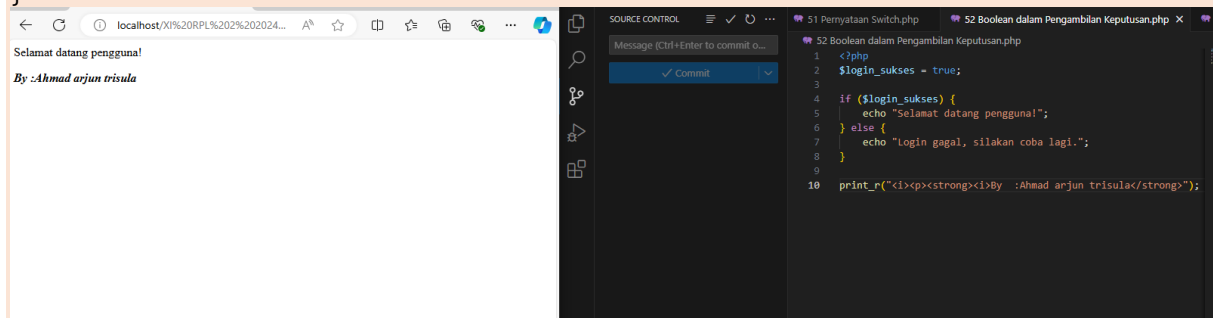 localhost/XI%20RPL%202%202024...
Selamat datang pengguna!
By :Ahmad arjun trisula
SOURCE CONTROL
Message (Ctrl+Enter to commit o...
Commit
51 Pernyataan Switch.php
52 Boolean dalam Pengambilan Keputusan.php
52 Boolean dalam Pengambilan Keputusan.php
1 <?php
2 $login_sukses = true;
3
4 if ($login_sukses) {
5 echo "Selamat datang pengguna!";
6 } else {
7 echo "Login gagal, silakan coba lagi.";
8 }
9
10 print_r("<i><p><strong><i>By :Ahmad arjun trisula</strong>");